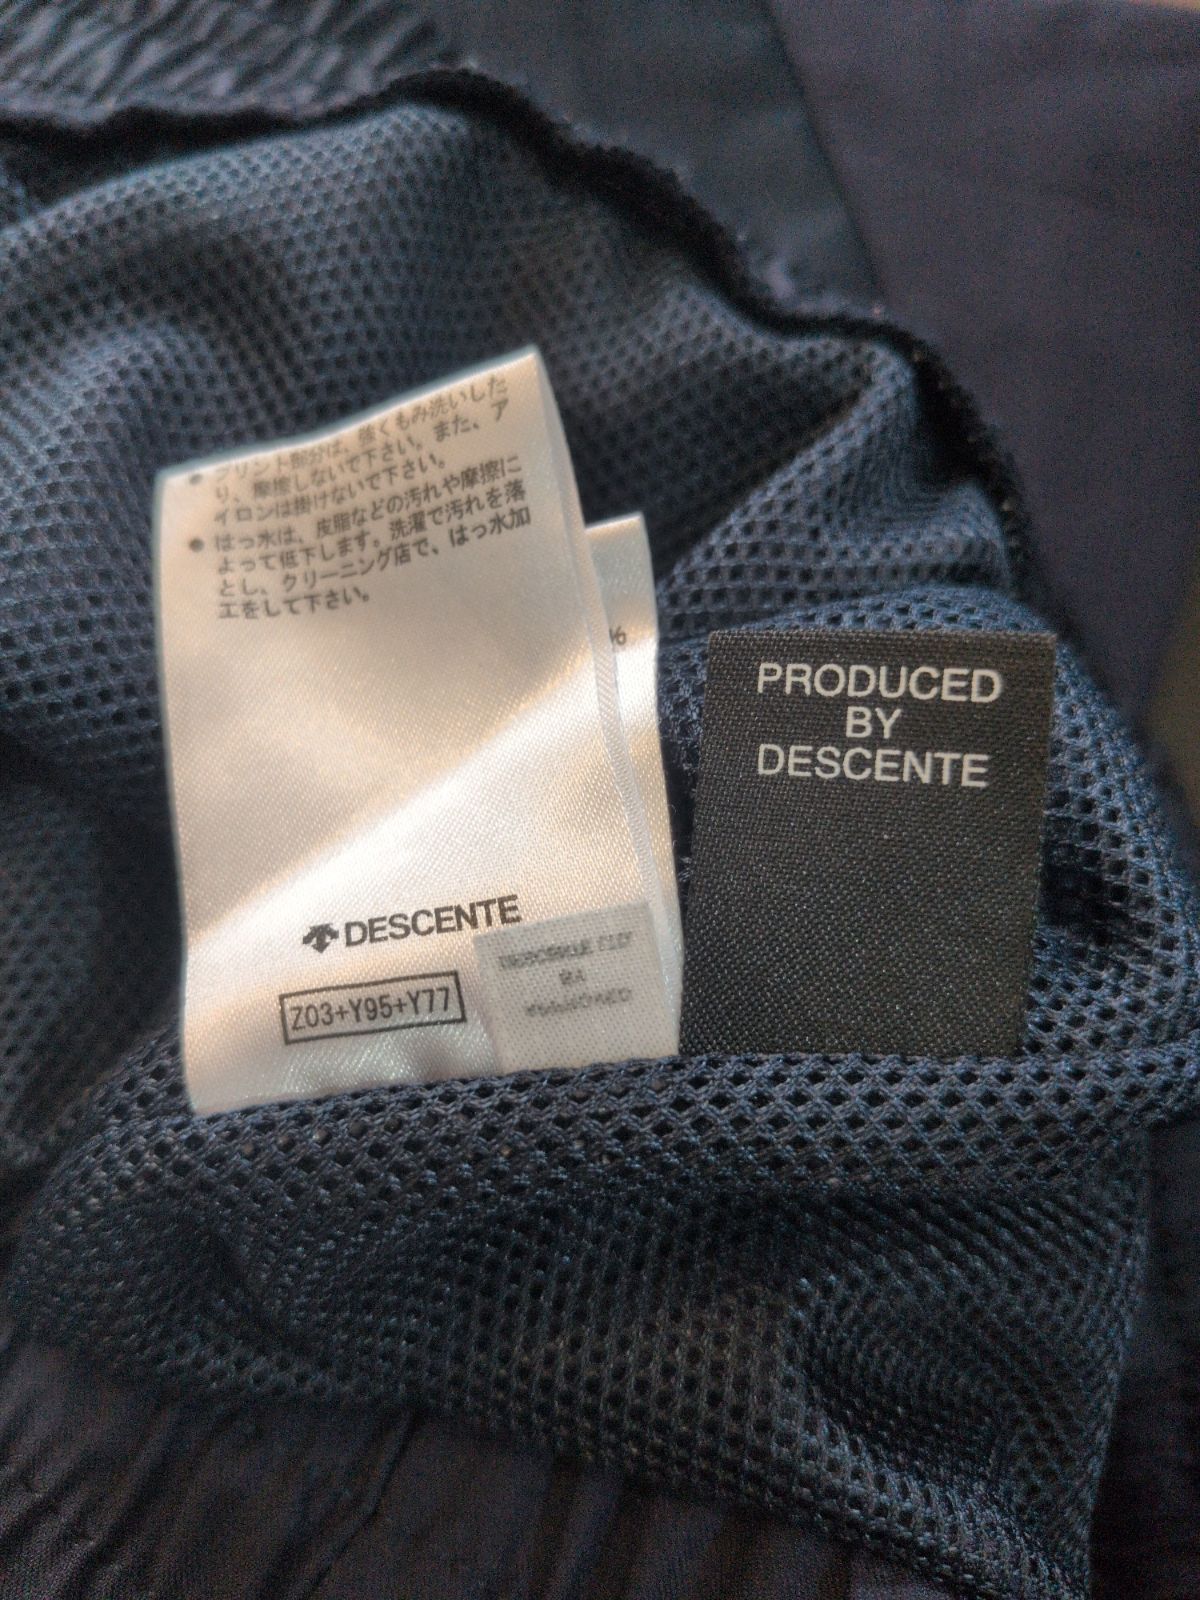 ● プリント部分は、強くもみ洗いした
り、摩擦しないで下さい。また、ア
イロンは掛けないで下さい。
● はっ水は、皮脂などの汚れや摩擦に
よって低下します。洗濯で汚れを落
とし、クリーニング店で、はっ水加
工をして下さい。
DESCENTE
Z03+Y95+Y77
%
PRODUCED
BY
DESCENTE